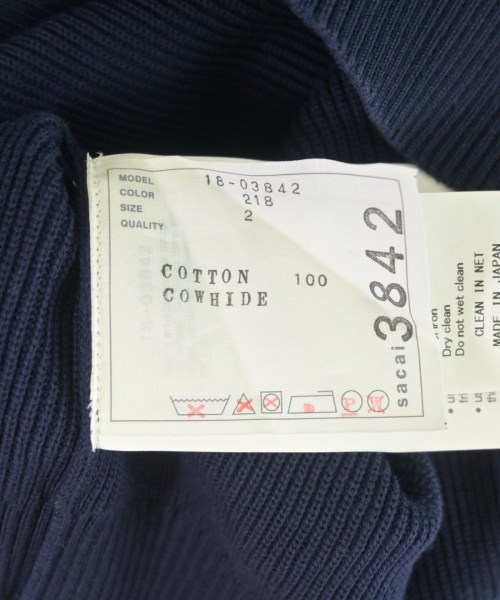 MODEL 18-03842
COLOR 218
SIZE 2
QUALITY
COTTON 100
COWHIDE
sacai 3842
P
Dry clean
Do not wet clean
CLEAN IN NET
MADE IN JAPAN